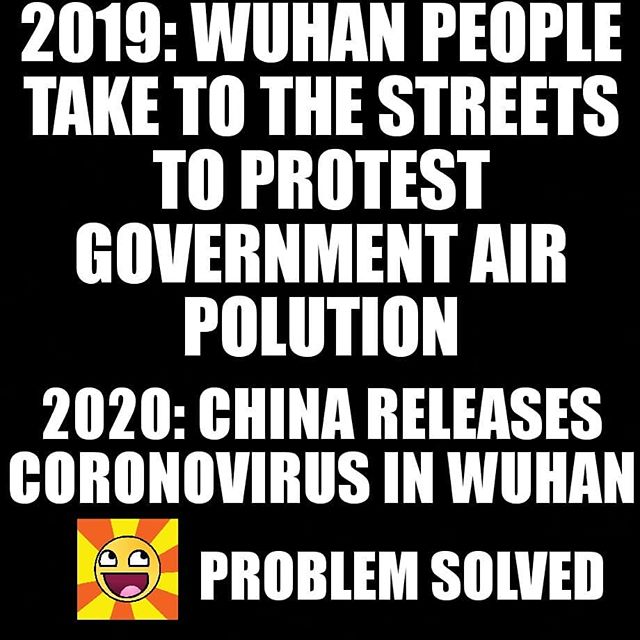 2019: WUHAN PEOPLE
TAKE TO THE STREETS
TO PROTEST
GOVERNMENT AIR
POLUTION
2020: CHINA RELEASES
CORONOVIRUS IN WUHAN
PROBLEM SOLVED